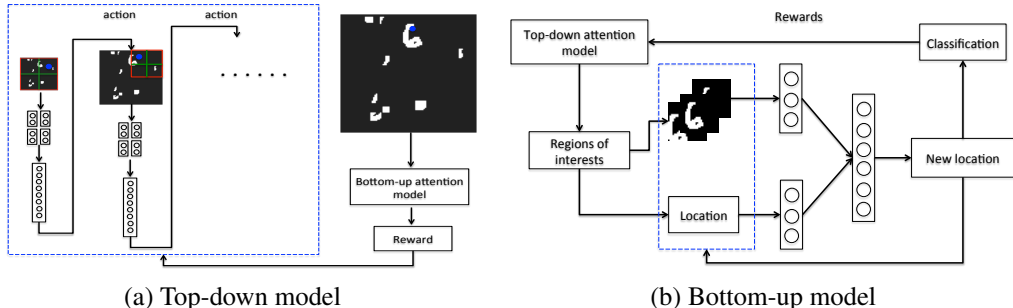 action
action
Bottom-up attention
model
Reward
(a) Top-down model
Rewards
Top-down attention
model
Classification
Regions of
interests
New location
Location
(b) Bottom-up model